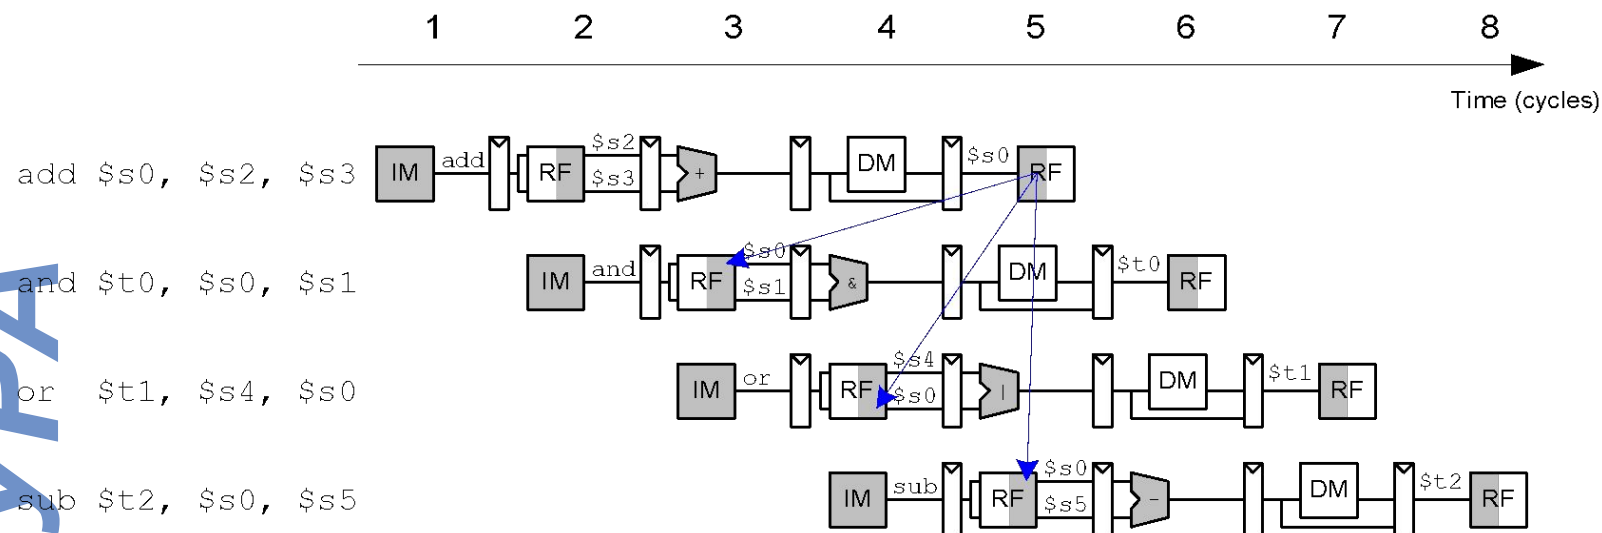 1 2 3 4 5 6 7 8
Time (cycles)
add $s0, $s2, $s3 IM add RF $s2 $s3 + DM $s0 RF
and $t0, $s0, $s1 IM and RF $s0 $s1 & DM $t0 RF
or $t1, $s4, $s0 IM or RF $s4 $s0 | DM $t1 RF
sub $t2, $s0, $s5 IM sub RF $s0 $s5 - DM $t2 RF
yPA